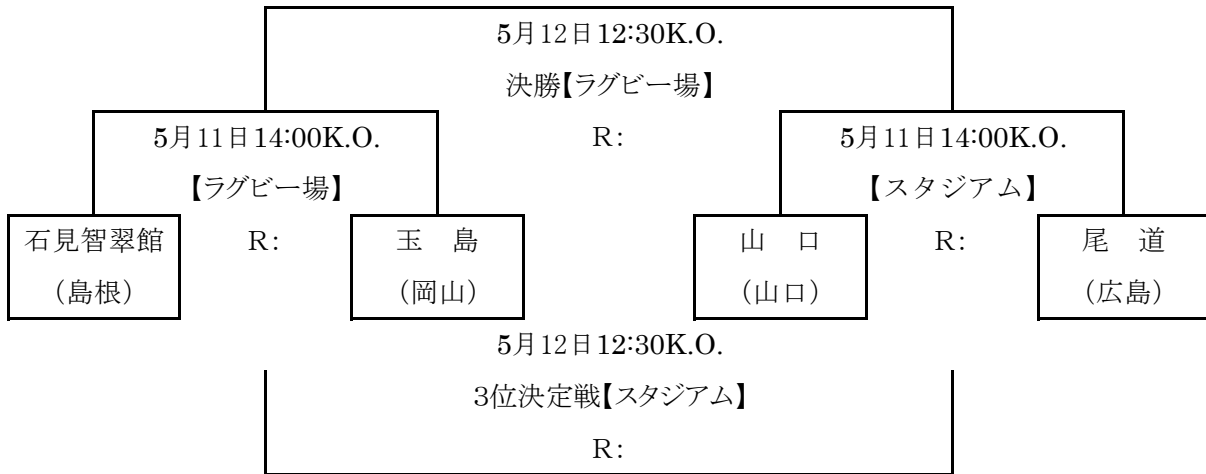 5月12日12:30K.O.
決勝【ラグビー場】
R:
5月11日14:00K.O.
【ラグビー場】
R:
5月11日14:00K.O.
【スタジアム】
R:
石見智翠館
(島根)
玉 島
(岡山)
山 口
(山口)
尾 道
(広島)
5月12日12:30K.O.
3位決定戦【スタジアム】
R: